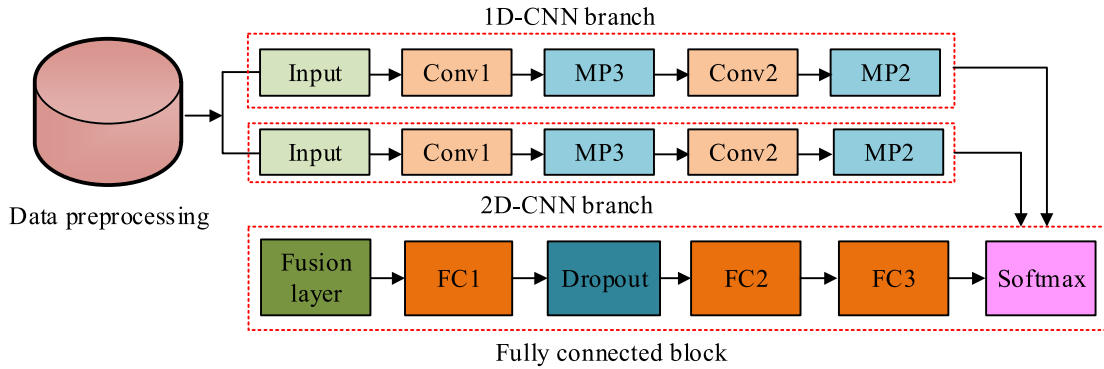 1D-CNN branch
Input
Conv1
MP3
Conv2
MP2
Input
Conv1
MP3
Conv2
MP2
Data preprocessing
2D-CNN branch
Fusion
layer
FC1
Dropout
FC2
FC3
Softmax
Fully connected block